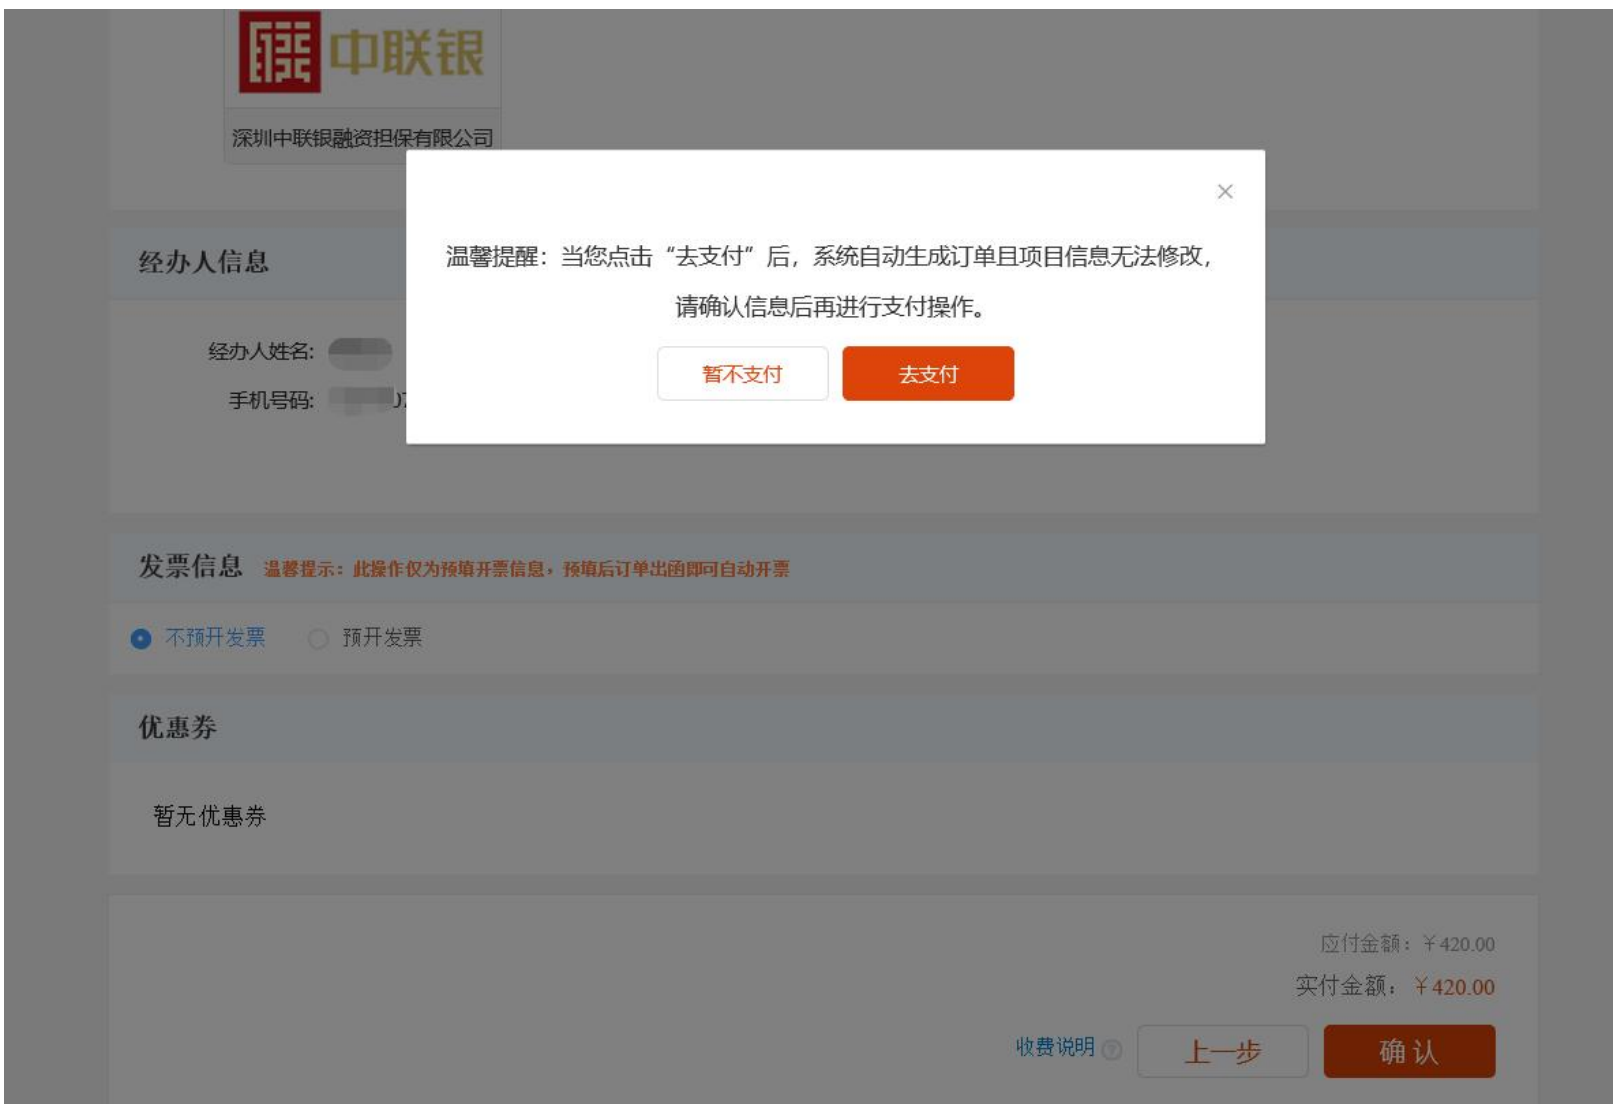 中联银
深圳中联银融资担保有限公司
温馨提醒：当您点击“去支付”后，系统自动生成订单且项目信息无法修改，
请确认信息后再进行支付操作。
暂不支付
去支付
经办人信息
经办人姓名:
手机号码:
发票信息 温馨提示：此操作仅为预填开票信息，预填后订单出函即可自动开票
不预开发票 预开发票
优惠券
暂无优惠券
应付金额：￥420.00
实付金额：￥420.00
收费说明 ?
上一步
确认